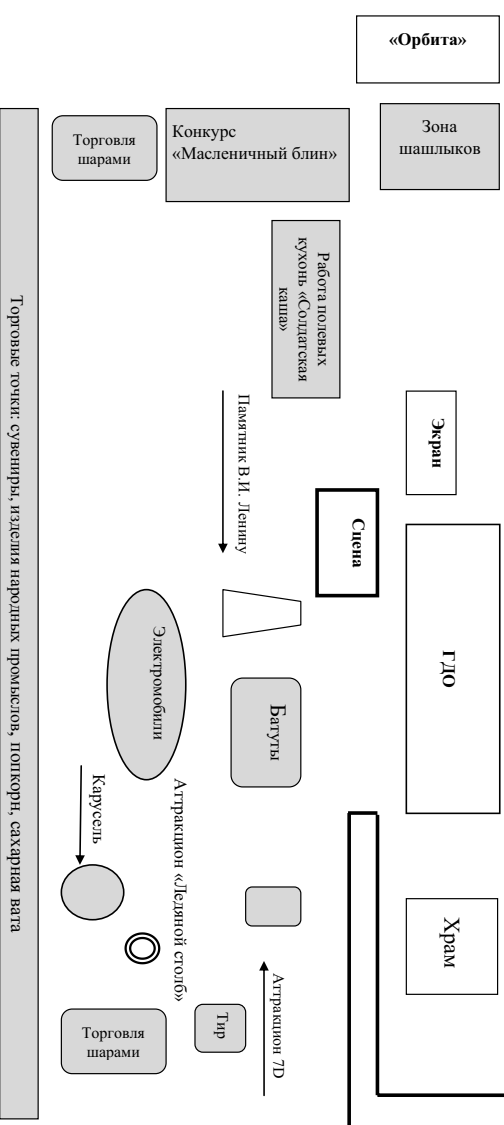 «Орбита»
Зона
шашлыков
Конкурс
«Масленичный блин»
Торговля
шарами
Работа полевых
кухонь «Солдатская
каша»
Экран
Сцена
ГДО
Памятник В.И. Ленину
Электромобили
Батуты
Храм
Аттракцион «Ледяной столб»
Карусель
Аттракцион 7D
Тир
Торговля
шарами
Торговые точки: сувениры, изделия народных промыслов, попкорн, сахарная вата